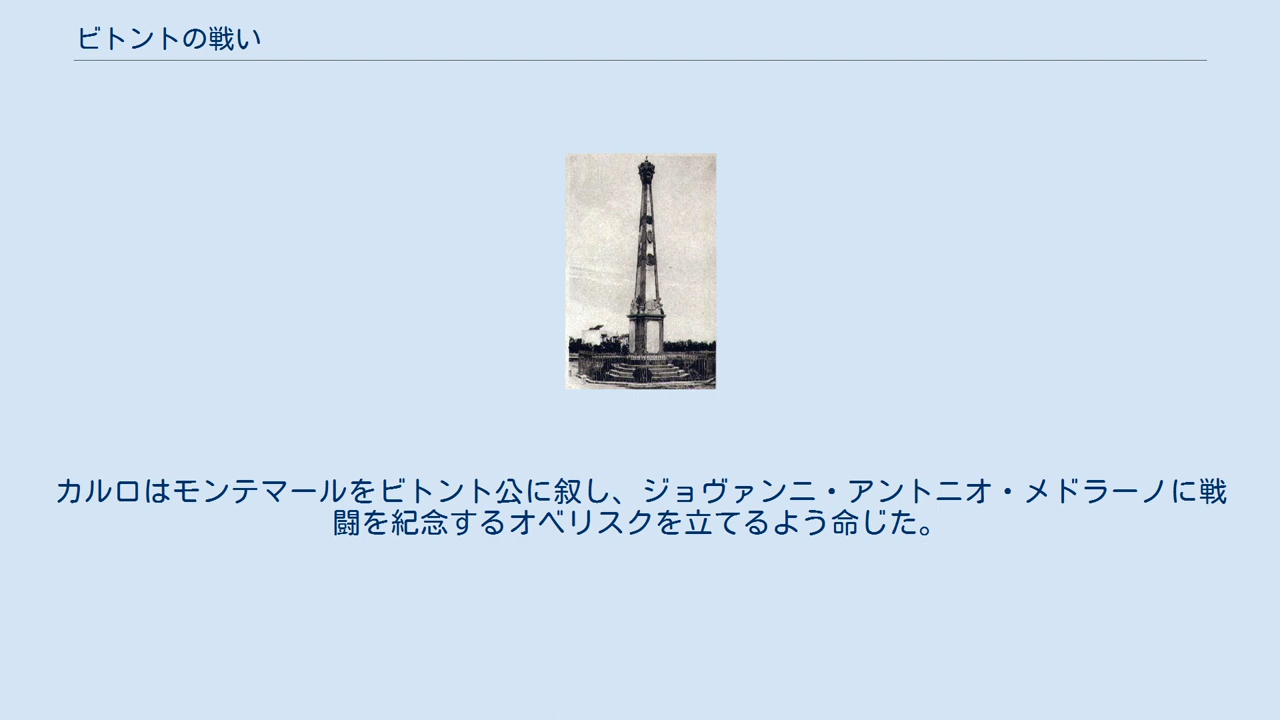 ビトントの戦い
カルロはモンテマールをビトント公に叙し、ジョヴァンニ・アントニオ・メドラーノに戦
闘を紀念するオベリスクを立てるよう命じた。